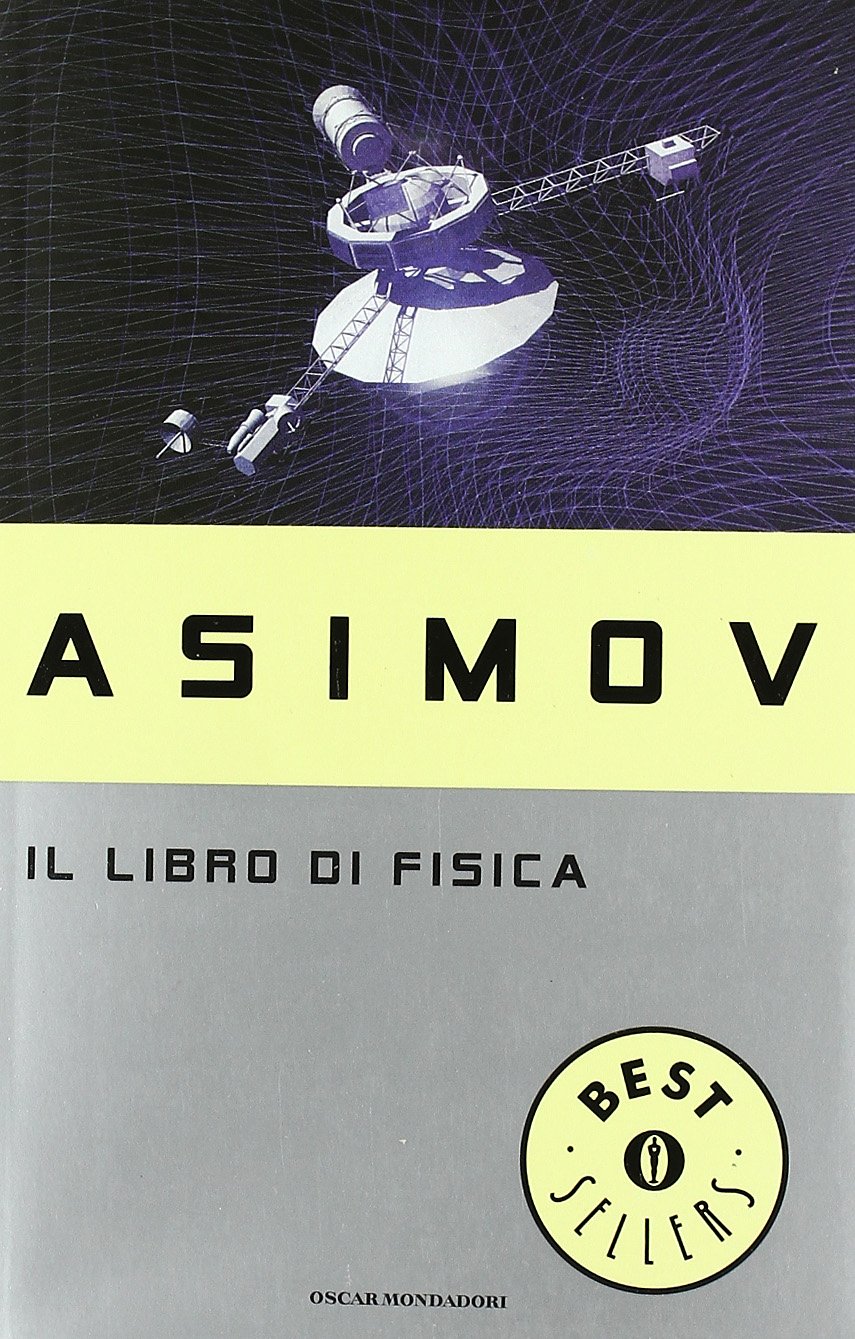 ASIMOV
IL LIBRO DI FISICA
BEST
SELLERS
OSCAR MONDADORI